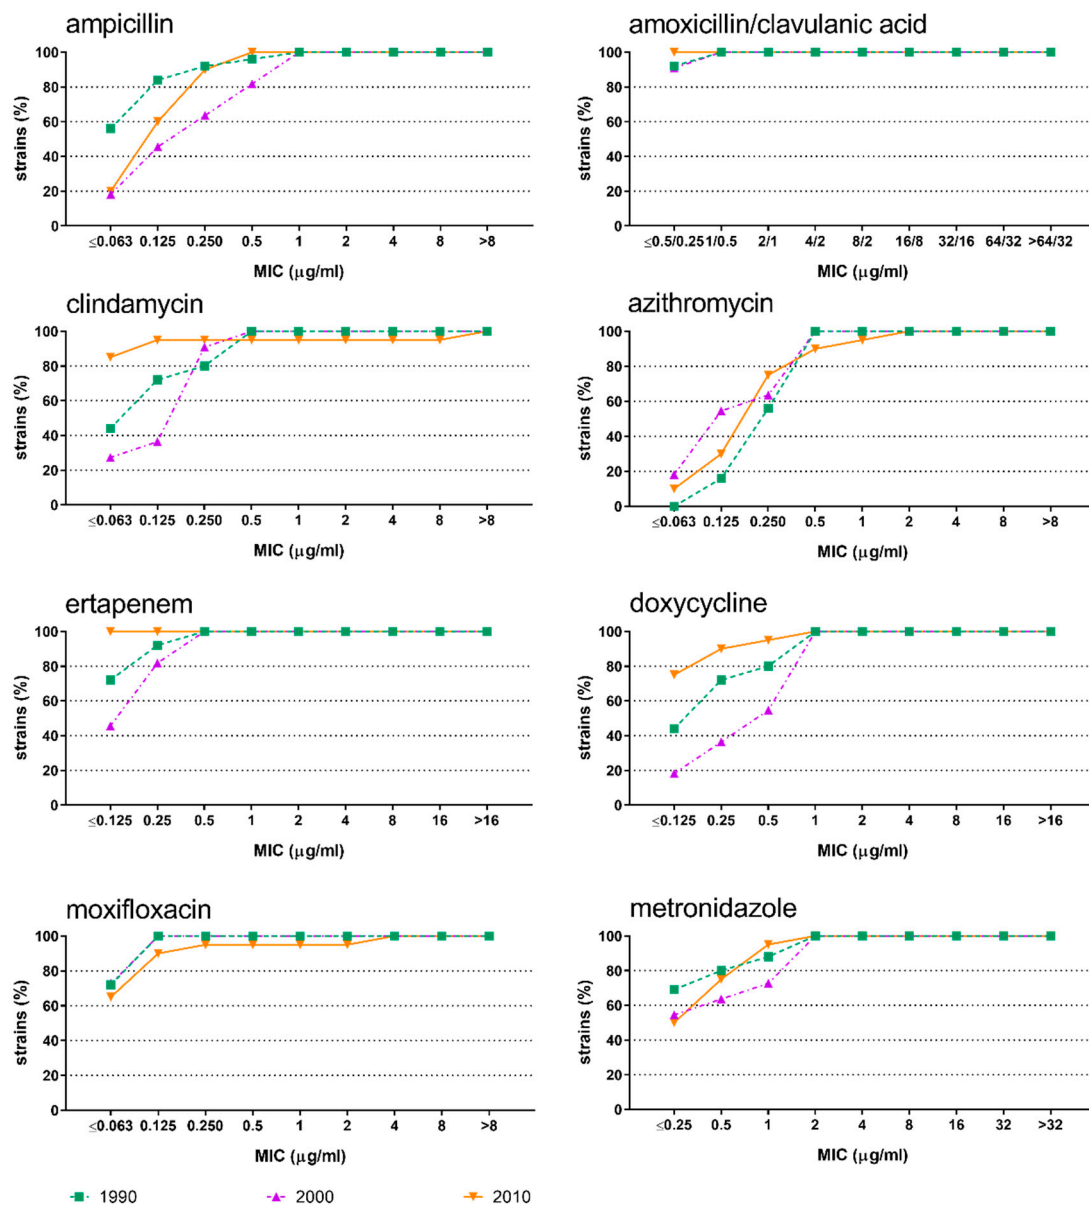 ampicillin
strains (%)
100
80
60
40
20
0
≤0.063 0.125 0.250 0.5 1 2 4 8 >8
MIC (μg/ml)
amoxicillin/clavulanic acid
strains (%)
100
80
60
40
20
0
≤0.5/0.25 1/0.5 2/1 4/2 8/2 16/8 32/16 64/32 >64/32
MIC (μg/ml)
clindamycin
strains (%)
100
80
60
40
20
0
≤0.063 0.125 0.250 0.5 1 2 4 8 >8
MIC (μg/ml)
azithromycin
strains (%)
100
80
60
40
20
0
≤0.063 0.125 0.250 0.5 1 2 4 8 >8
MIC (μg/ml)
ertapenem
strains (%)
100
80
60
40
20
0
≤0.125 0.25 0.5 1 2 4 8 16 >16
MIC (μg/ml)
doxycycline
strains (%)
100
80
60
40
20
0
≤0.125 0.25 0.5 1 2 4 8 16 >16
MIC (μg/ml)
moxifloxacin
strains (%)
100
80
60
40
20
0
≤0.063 0.125 0.250 0.5 1 2 4 8 >8
MIC (μg/ml)
metronidazole
strains (%)
100
80
60
40
20
0
≤0.25 0.5 1 2 4 8 16 32 >32
MIC (μg/ml)
1990 2000 2010